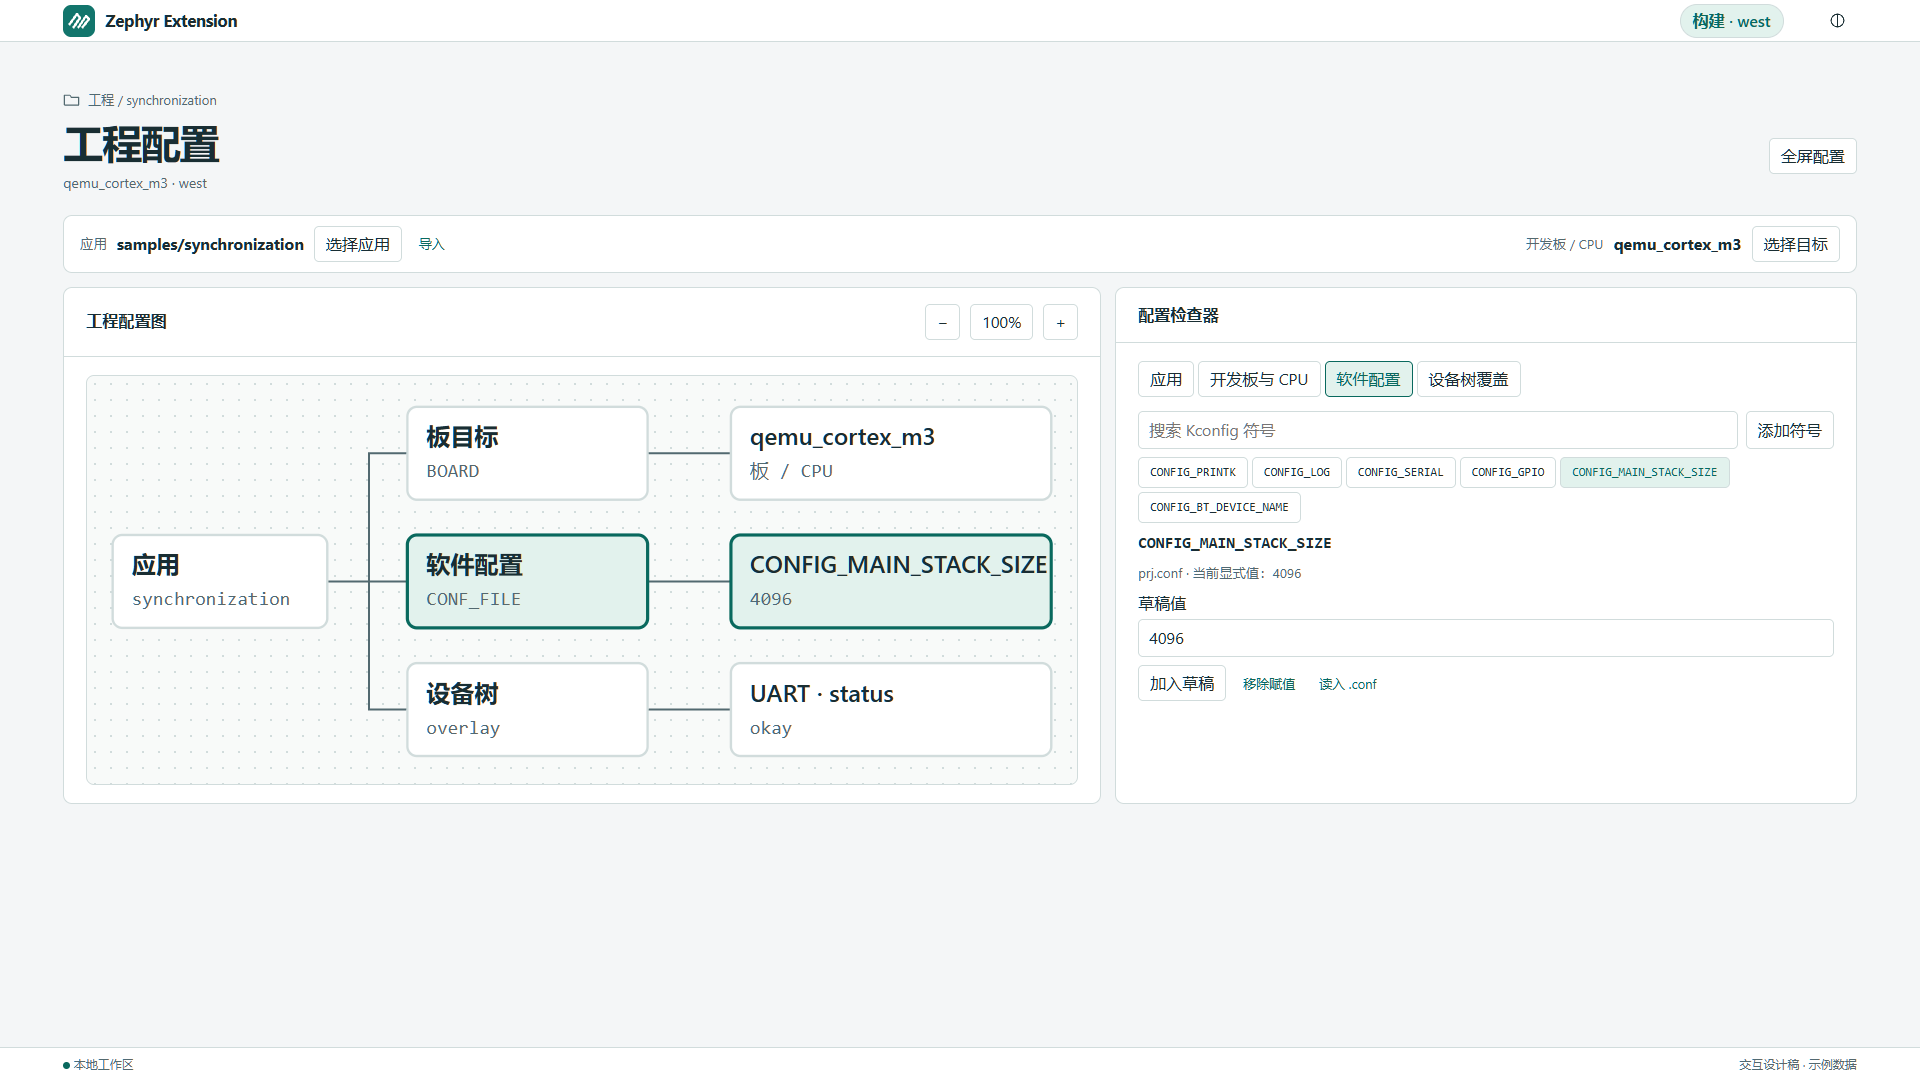 Zephyr Extension
构建 · west
工程 / synchronization
工程配置
qemu_cortex_m3 · west
全屏配置
应用 samples/synchronization 选择应用 导入
开发板 / CPU qemu_cortex_m3 选择目标
工程配置图
− 100% +
板目标
BOARD
qemu_cortex_m3
板 / CPU
应用
synchronization
软件配置
CONF_FILE
CONFIG_MAIN_STACK_SIZE
4096
设备树
overlay
UART · status
okay
配置检查器
应用 开发板与 CPU 软件配置 设备树覆盖
搜索 Kconfig 符号 添加符号
CONFIG_PRINTK CONFIG_LOG CONFIG_SERIAL CONFIG_GPIO CONFIG_MAIN_STACK_SIZE
CONFIG_BT_DEVICE_NAME
CONFIG_MAIN_STACK_SIZE
prj.conf · 当前显式值：4096
草稿值
4096
加入草稿 移除赋值 读入 .conf
本地工作区
交互设计稿 · 示例数据